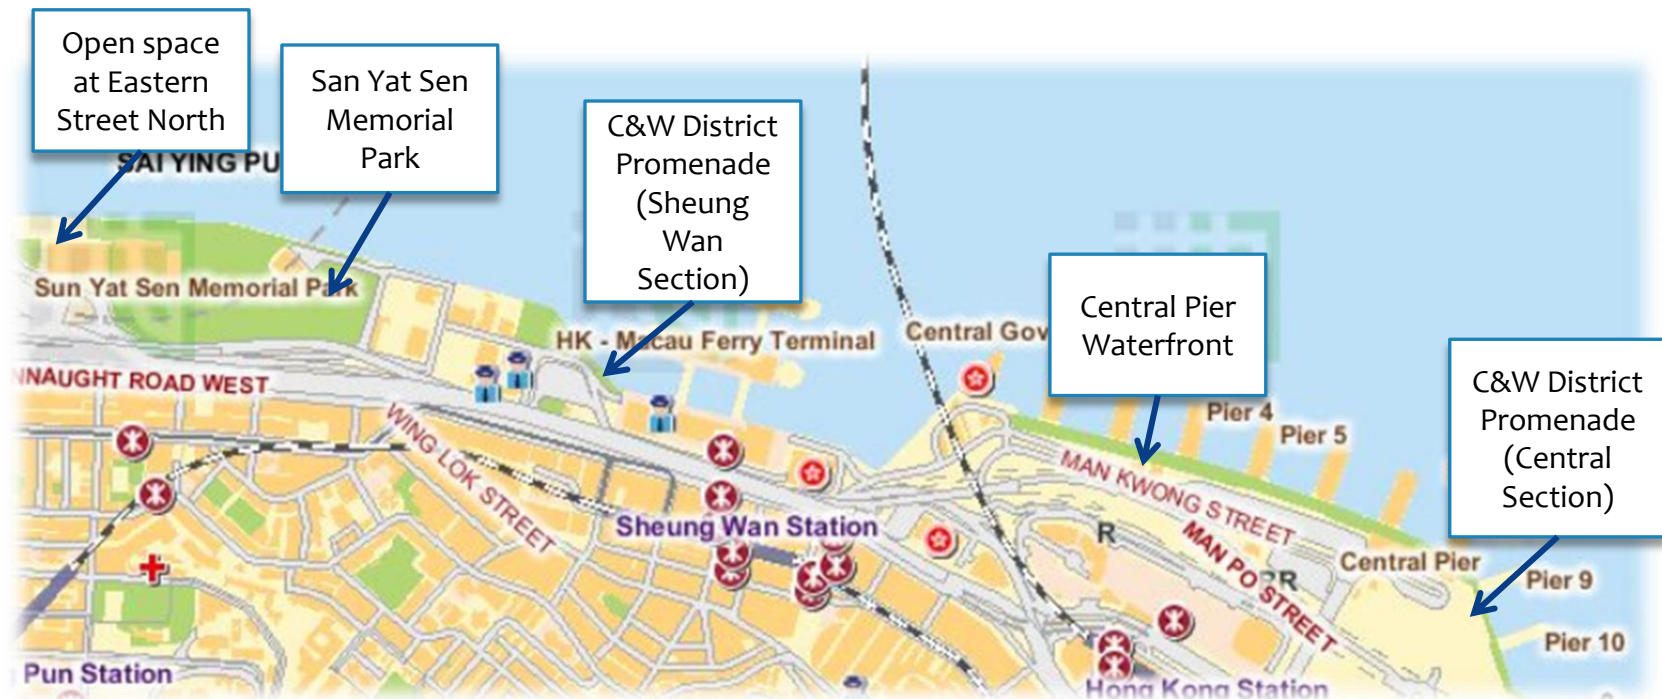 Open space
at Eastern
Street North
San Yat Sen
Memorial
Park
C&W District
Promenade
(Sheung
Wan
Section)
Central Pier
Waterfront
C&W District
Promenade
(Central
Section)
SAI YING PU
Sun Yat Sen Memorial Park
HK - Macau Ferry Terminal
Central Gov
NNAUGHT ROAD WEST
WING LOK STREET
Pier 4
Pier 5
MAN KWONG STREET
Sheung Wan Station
R
MAN PO STREET
R
Central Pier
Pier 9
Pier 10
Pun Station
Hong Kong Station